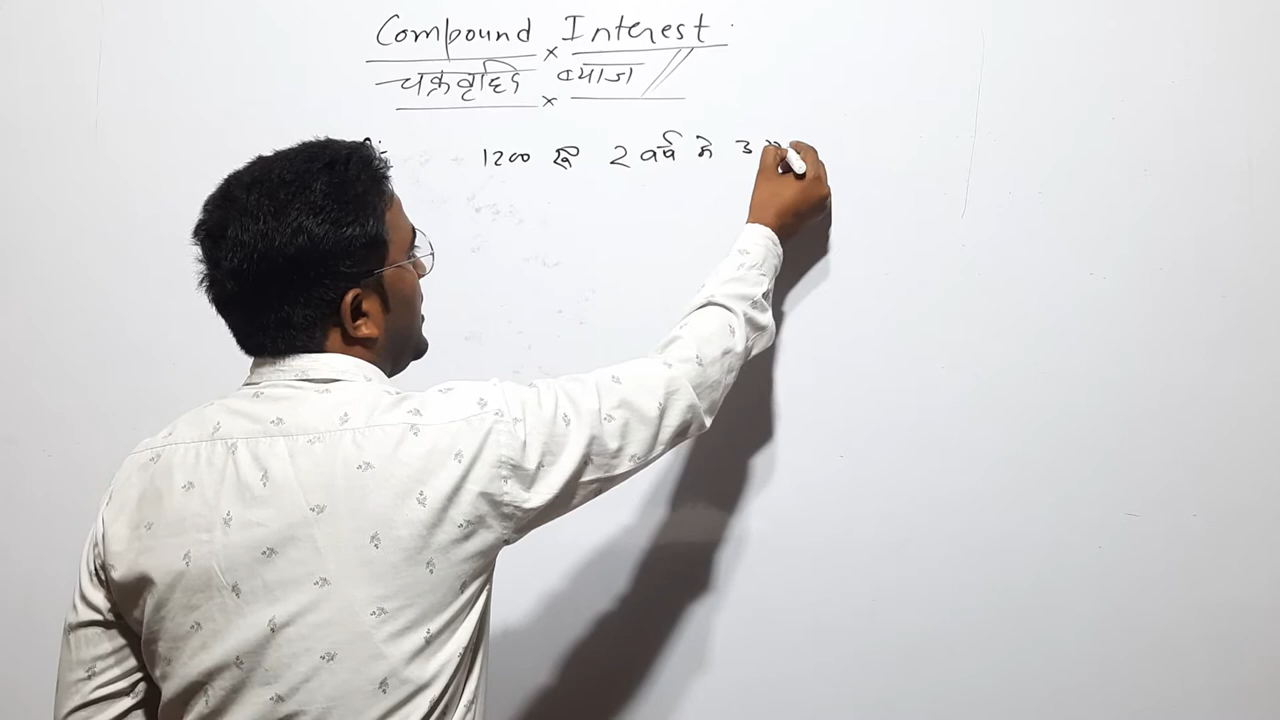 Compound Interest
चक्रवृद्धि ब्याज
1200 रू 2 वर्ष मे 3